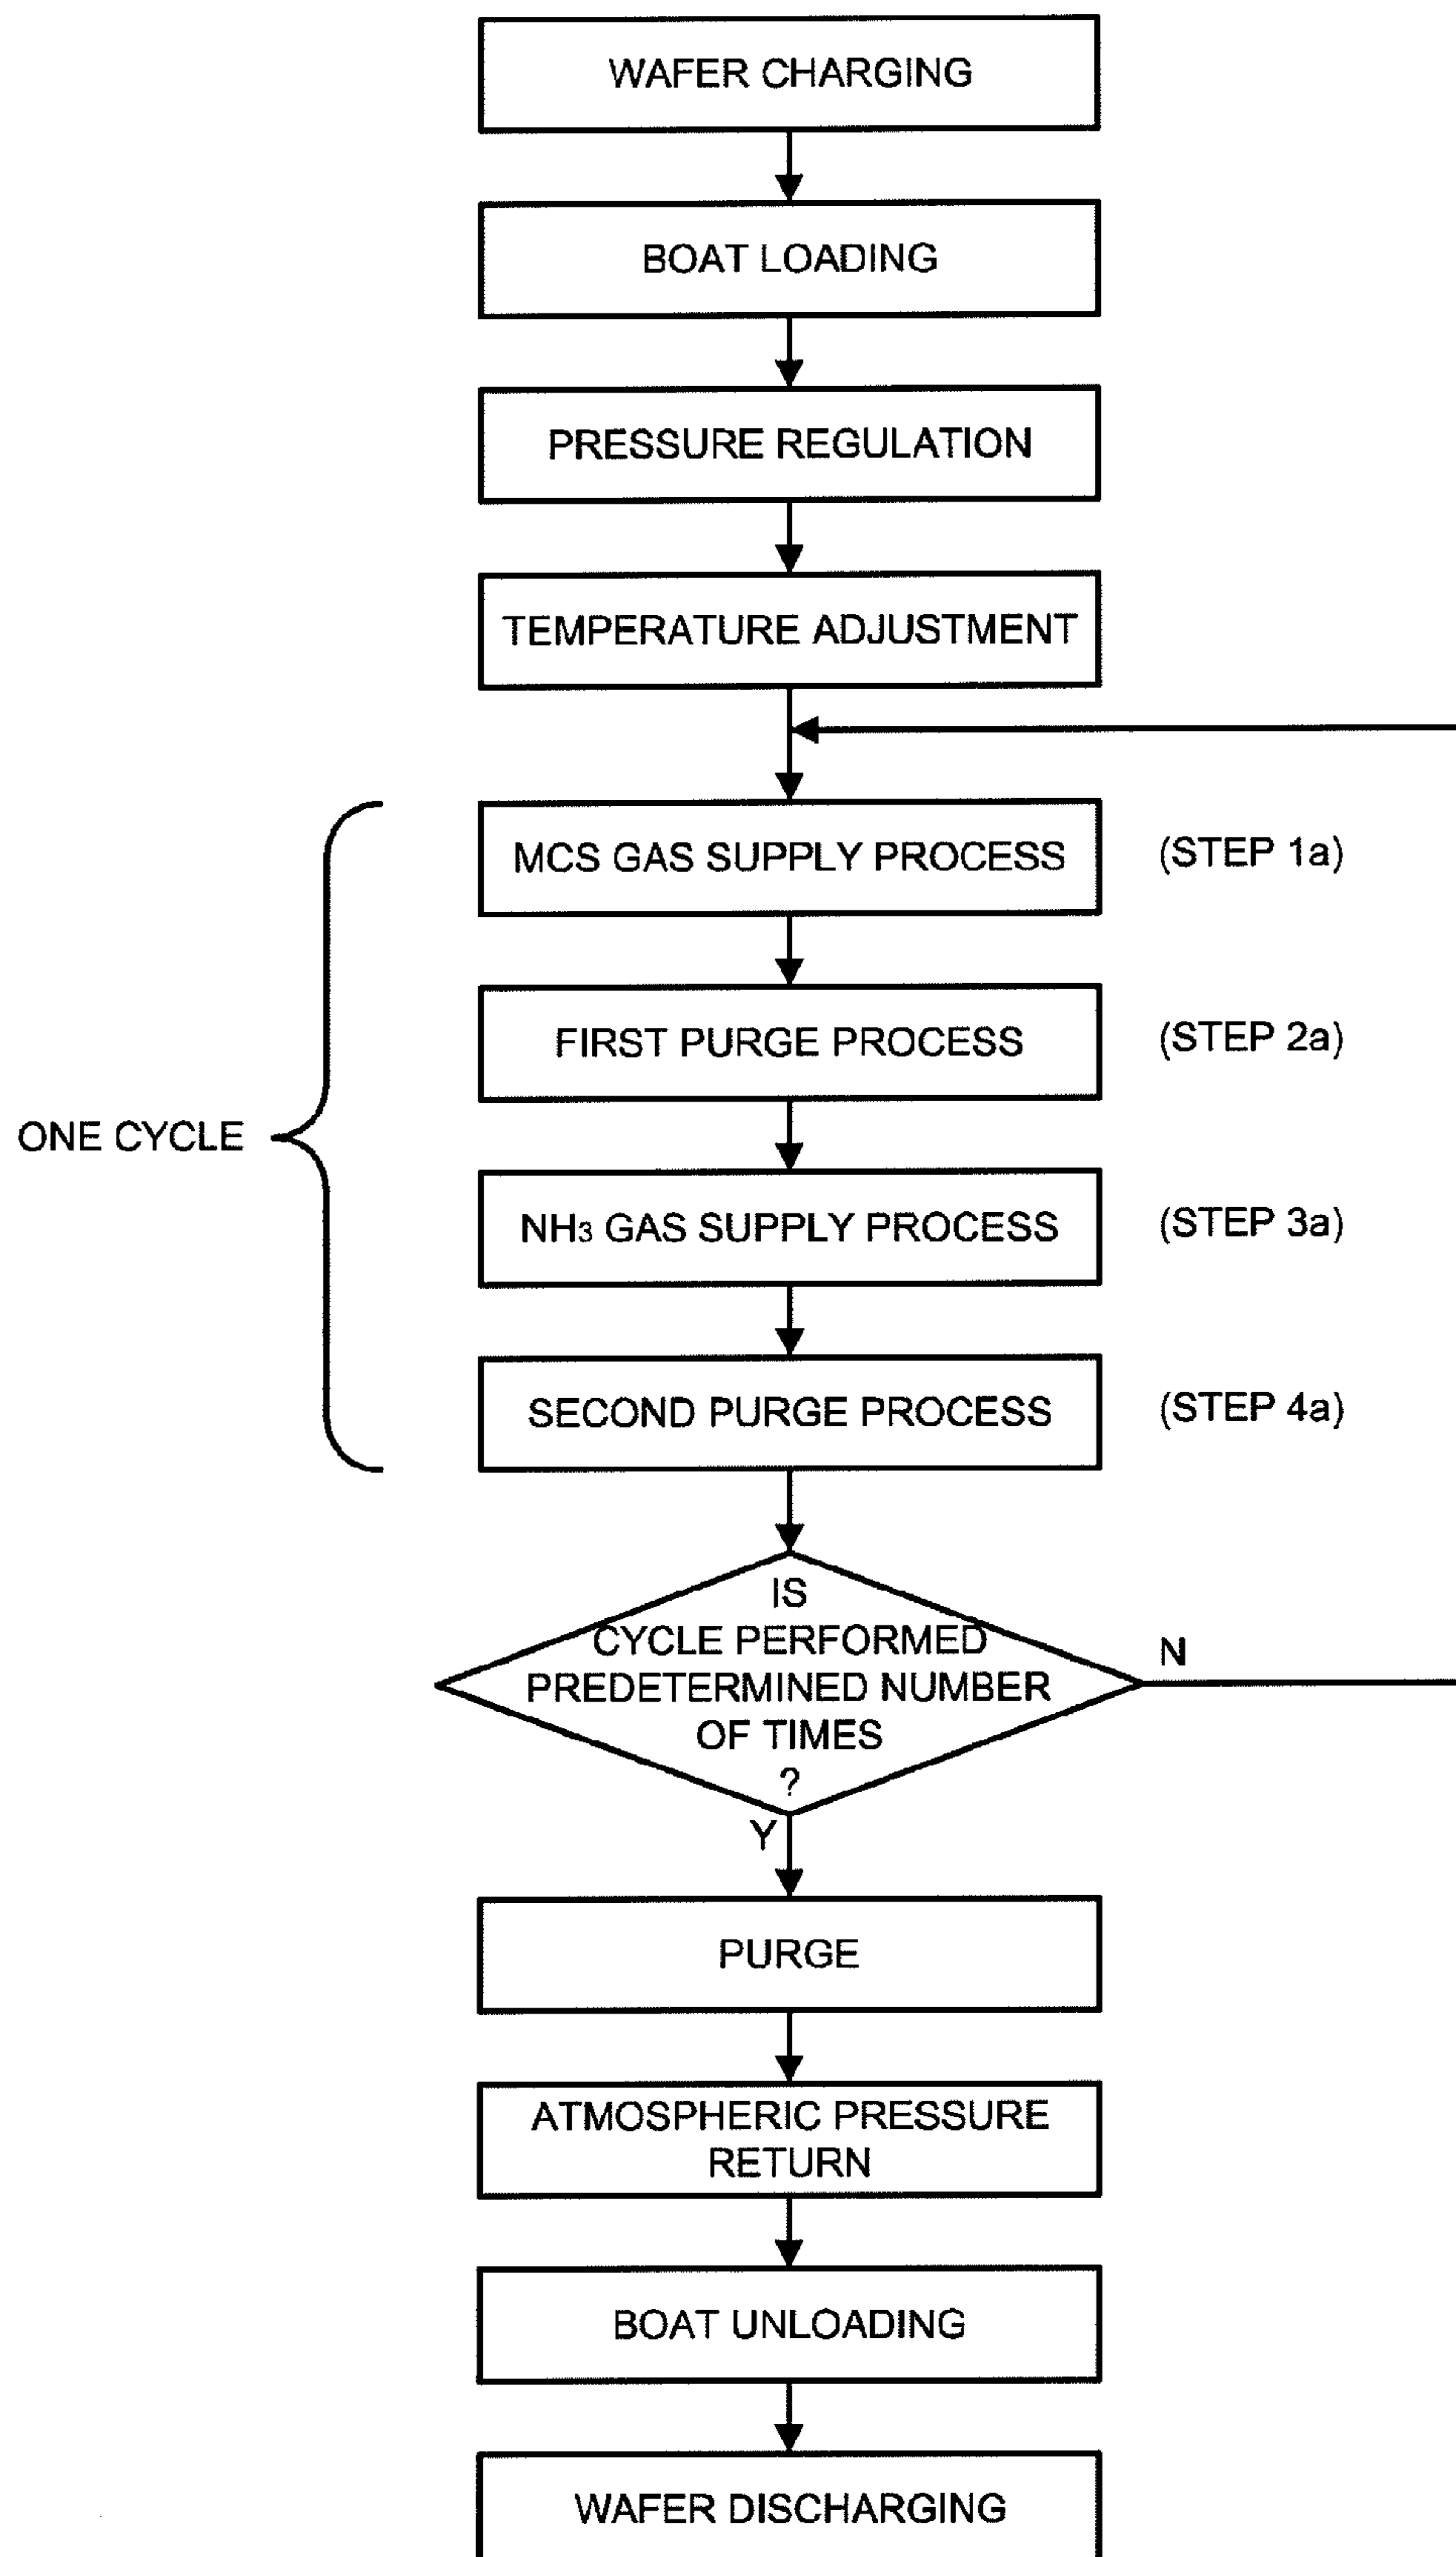 WAFER CHARGING
BOAT LOADING
PRESSURE REGULATION
TEMPERATURE ADJUSTMENT
MCS GAS SUPPLY PROCESS
(STEP 1a)
FIRST PURGE PROCESS
(STEP 2a)
ONE CYCLE
NH₃ GAS SUPPLY PROCESS
(STEP 3a)
SECOND PURGE PROCESS
(STEP 4a)
IS
CYCLE PERFORMED
PREDETERMINED NUMBER
OF TIMES
?
N
Y
PURGE
ATMOSPHERIC PRESSURE
RETURN
BOAT UNLOADING
WAFER DISCHARGING